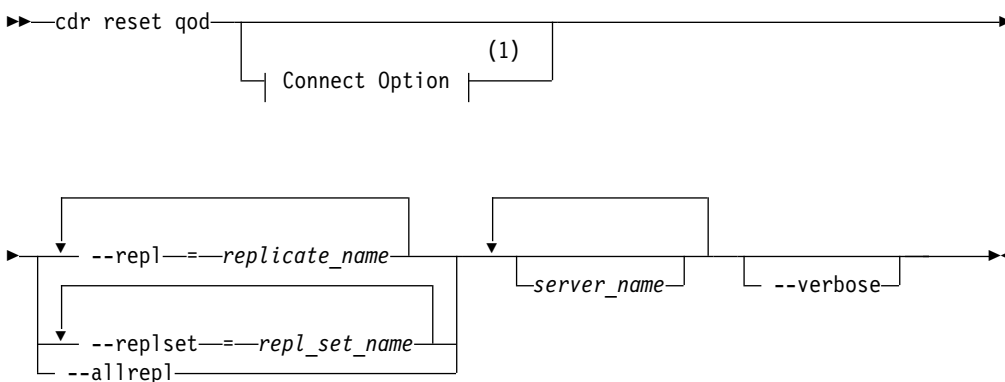 cdr reset qod
(1)
Connect Option
--repl = replicate_name
server_name
--verbose
--replset = repl_set_name
--allrepl